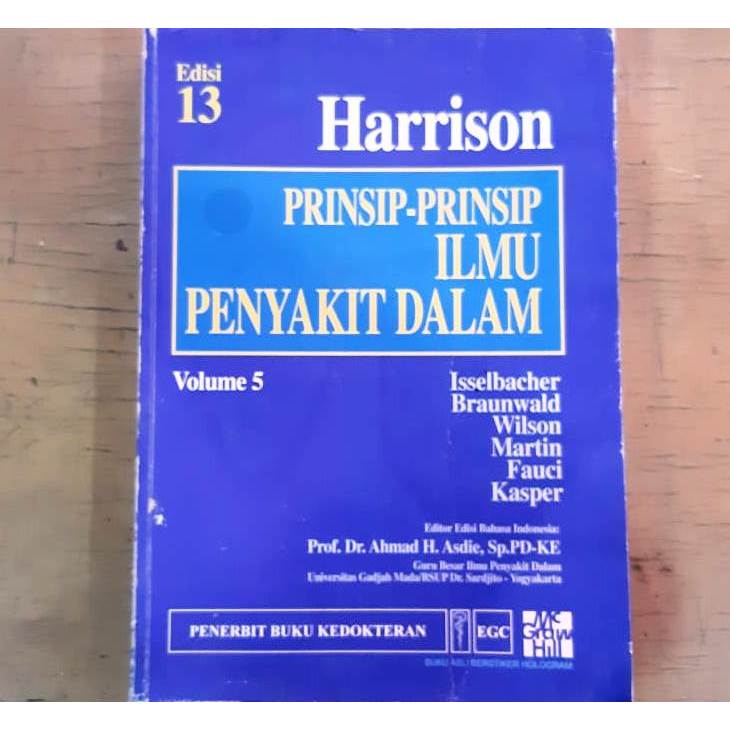 Edisi
13
Harrison
PRINSIP-PRINSIP
ILMU
PENYAKIT DALAM
Volume 5
Isselbacher
Braunwald
Wilson
Martin
Fauci
Kasper
Editor Edisi Bahasa Indonesia:
Prof. Dr. Ahmad H. Asdie, Sp.PD-KE
Guru Besar Ilmu Penyakit Dalam
Universitas Gadjah Mada/RSUP Dr. Sardjito - Yogyakarta
PENERBIT BUKU KEDOKTERAN
EGC
Mc
Graw
Hill
BUKU ASLI BERSTIKER HOLOGRAM